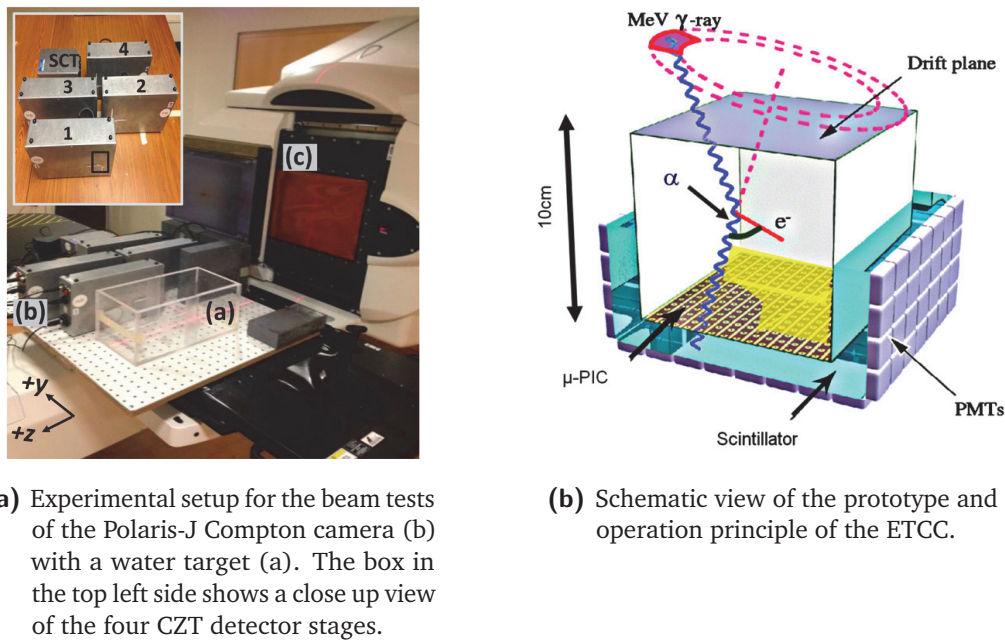 SCT
4
3
2
1
(c)
(a)
(b)
+y
+z
MeV γ-ray
Drift plane
10cm
α
e-
μ-PIC
Scintillator
PMTs
a) Experimental setup for the beam tests
of the Polaris-J Compton camera (b)
with a water target (a). The box in
the top left side shows a close up view
of the four CZT detector stages.
(b) Schematic view of the prototype and
operation principle of the ETCC.